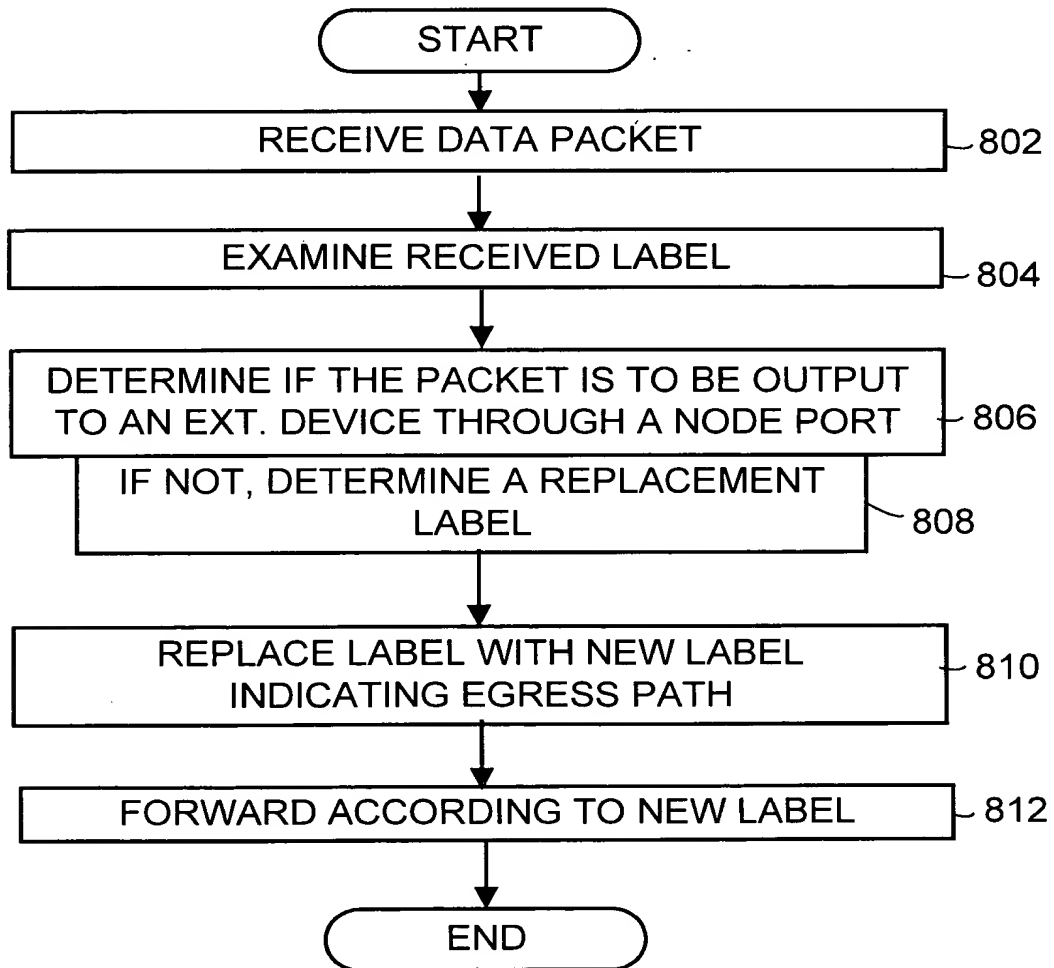 START
RECEIVE DATA PACKET
802
EXAMINE RECEIVED LABEL
804
DETERMINE IF THE PACKET IS TO BE OUTPUT
TO AN EXT. DEVICE THROUGH A NODE PORT
806
IF NOT, DETERMINE A REPLACEMENT
LABEL
808
REPLACE LABEL WITH NEW LABEL
INDICATING EGRESS PATH
810
FORWARD ACCORDING TO NEW LABEL
812
END